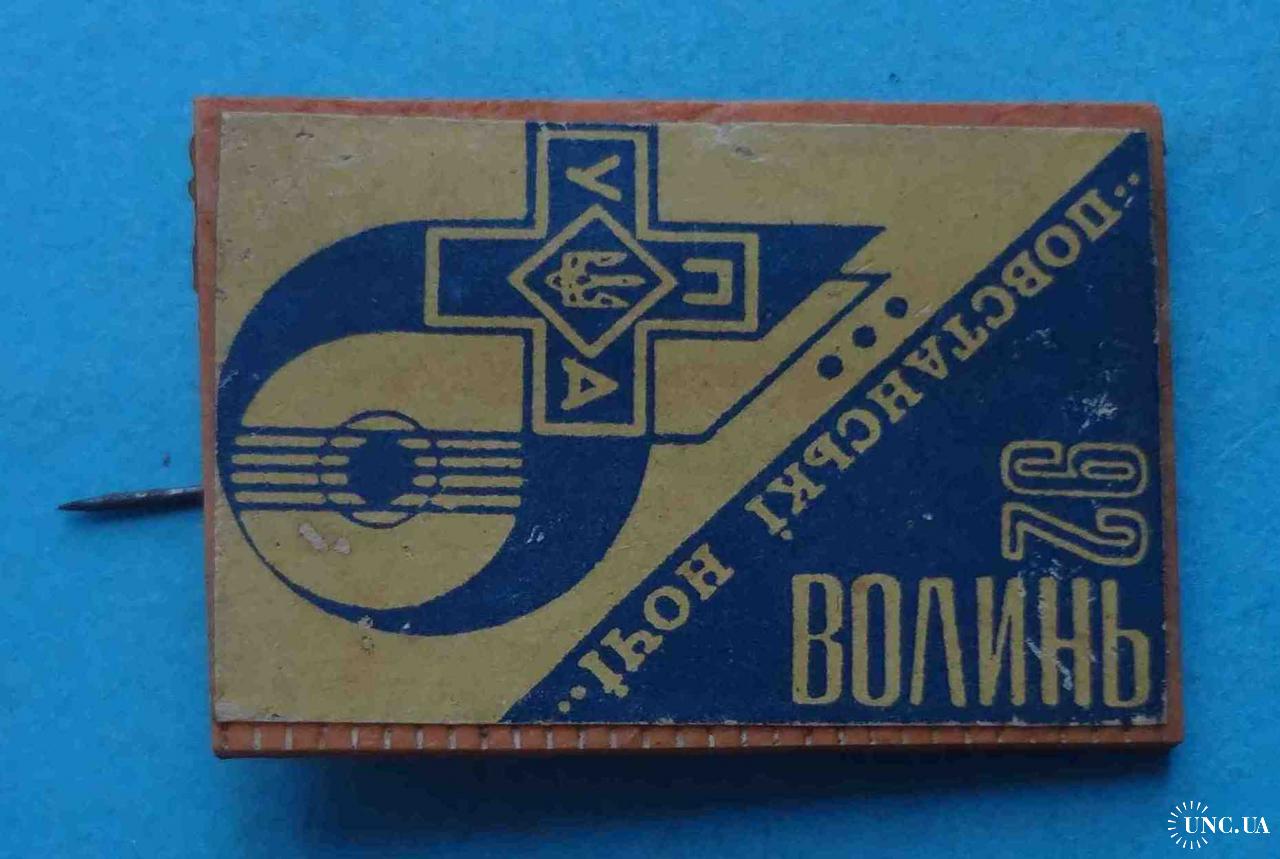 У
П
А
...ПОВСТАНСЬКІ НОЧІ...
92
ВОЛИНЬ
UNC.UA